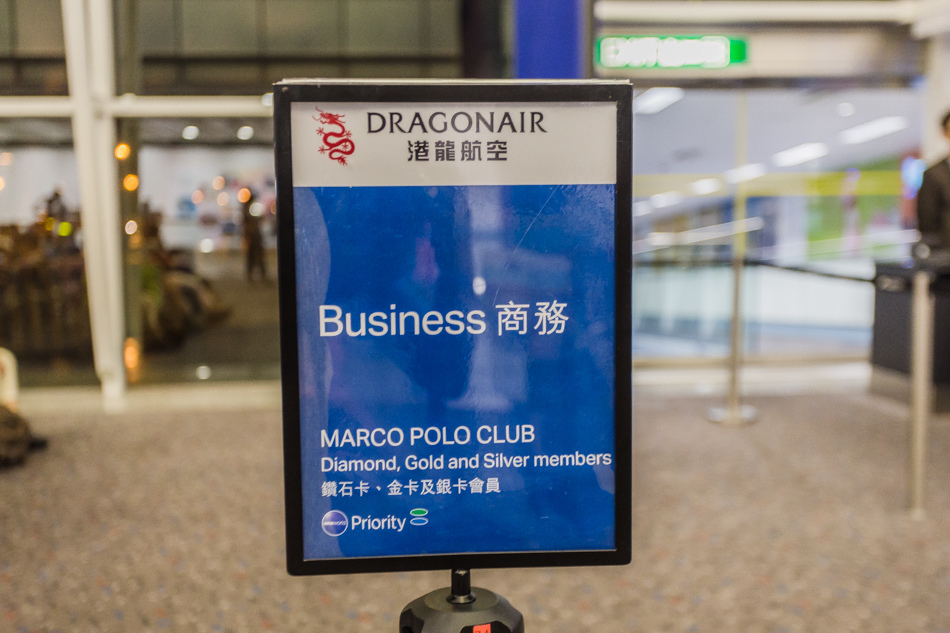 DRAGONAIR
港龍航空
Business 商務
MARCO POLO CLUB
Diamond, Gold and Silver members
鑽石卡、金卡及銀卡會員
Priority